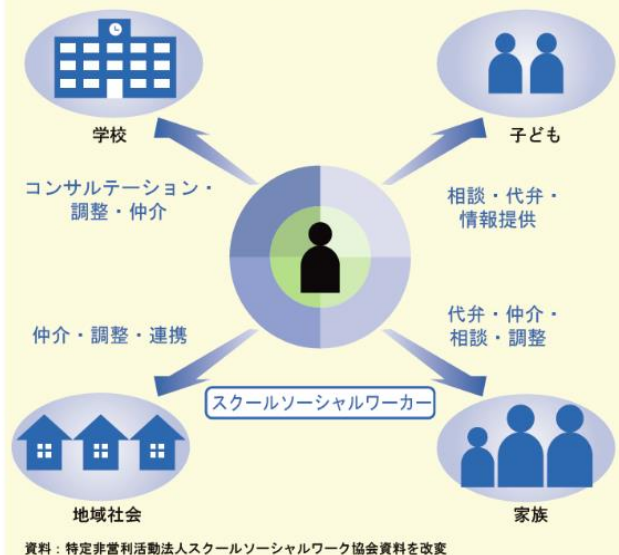 学校
子ども
コンサルテーション・
調整・仲介
相談・代弁・
情報提供
仲介・調整・連携
代弁・仲介・
相談・調整
スクールソーシャルワーカー
地域社会
家族
資料：特定非営利活動法人スクールソーシャルワーク協会資料を改変